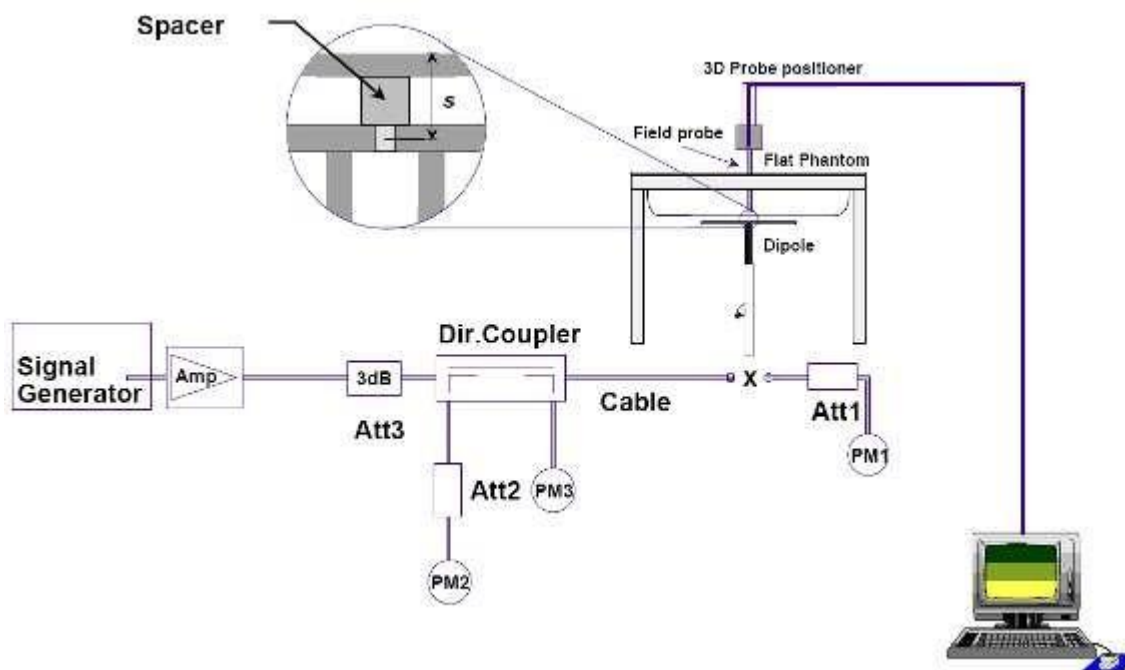 Spacer
s
3D Probe positioner
Field probe
Flat Phantom
Dipole
Signal
Generator
Amp
3dB
Att3
Dir.Coupler
Cable
X
Att1
PM1
Att2
PM3
PM2